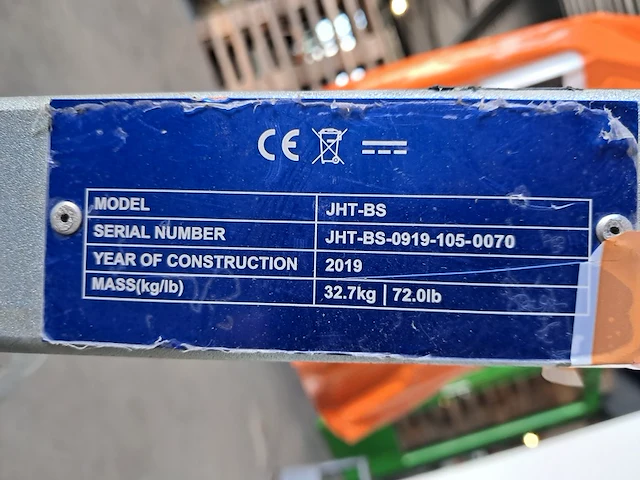 CE
MODEL JHT-BS
SERIAL NUMBER JHT-BS-0919-105-0070
YEAR OF CONSTRUCTION 2019
MASS(kg/lb) 32.7kg | 72.0lb